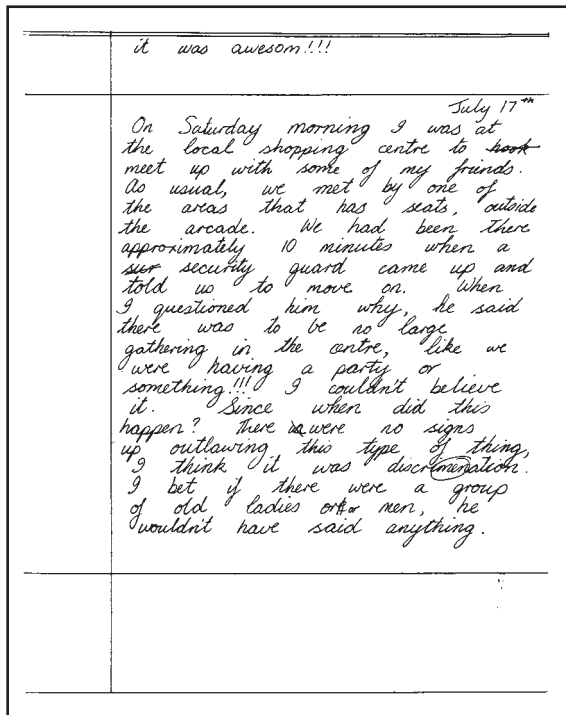 it was awesom!!!
July 17th
On Saturday morning I was at
the local shopping centre to hook
meet up with some of my friends.
As usual, we met by one of
the areas that has seats, outside
the arcade. We had been there
approximately 10 minutes when a
sur security guard came up and
told us to move on. When
I questioned him why, he said
there was to be no large
gathering in the centre, like we
were having a party or
something!!! I couldn't believe
it. Since when did this
happen? There were no signs
up outlawing this type of thing,
I think it was discrimenation.
I bet if there were a group
of old ladies or men, he
wouldn't have said anything.